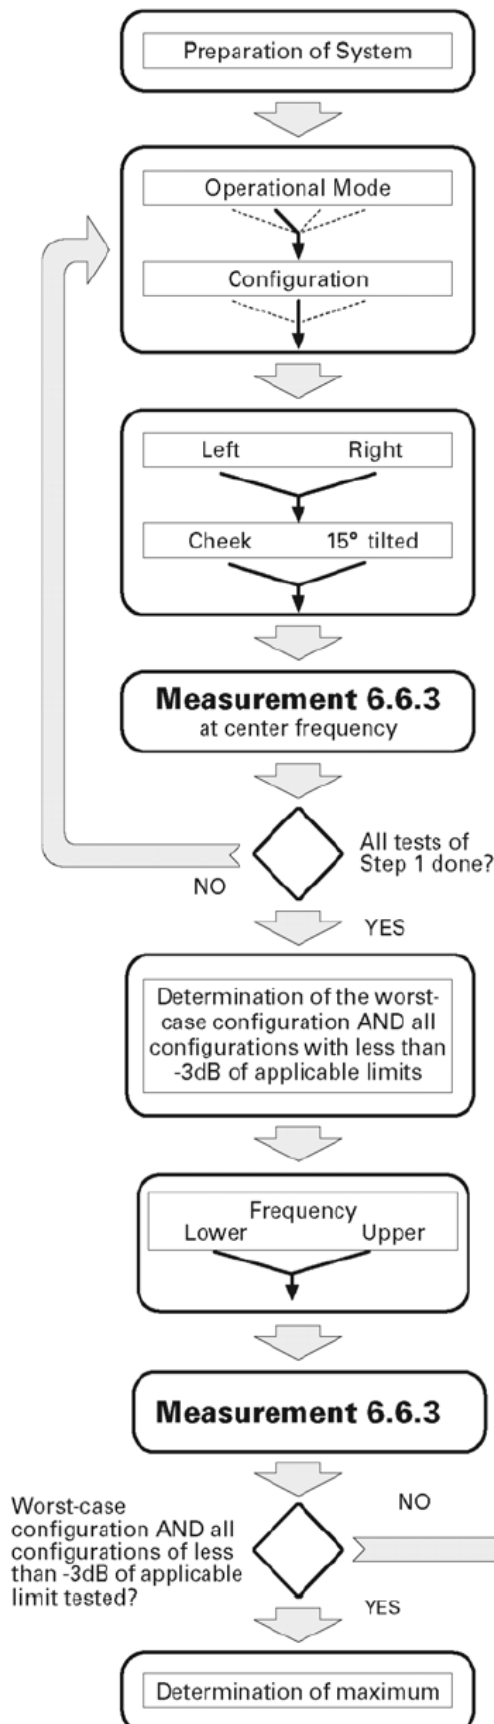 Preparation of System
Operational Mode
Configuration
Left Right
Cheek 15° tilted
Measurement 6.6.3
at center frequency
All tests of
Step 1 done?
NO
YES
Determination of the worst-
case configuration AND all
configurations with less than
-3dB of applicable limits
Frequency
Lower Upper
Measurement 6.6.3
NO
Worst-case
configuration AND all
configurations of less
than -3dB of applicable
limit tested?
YES
Determination of maximum